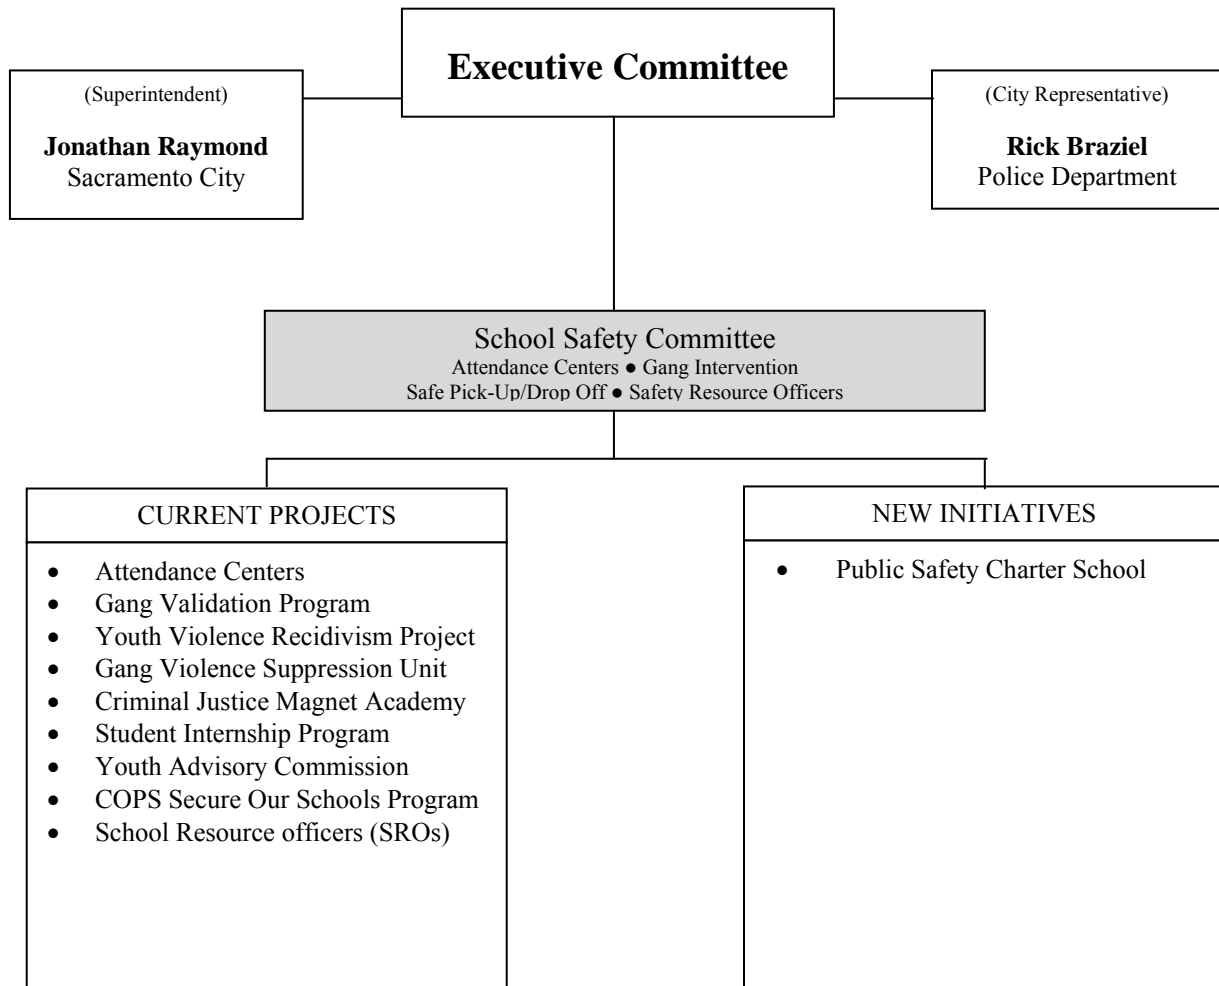 Executive Committee
(Superintendent)
Jonathan Raymond
Sacramento City
(City Representative)
Rick Braziel
Police Department
School Safety Committee
Attendance Centers ● Gang Intervention
Safe Pick-Up/Drop Off ● Safety Resource Officers
CURRENT PROJECTS
• Attendance Centers
• Gang Validation Program
• Youth Violence Recidivism Project
• Gang Violence Suppression Unit
• Criminal Justice Magnet Academy
• Student Internship Program
• Youth Advisory Commission
• COPS Secure Our Schools Program
• School Resource officers (SROs)
NEW INITIATIVES
• Public Safety Charter School